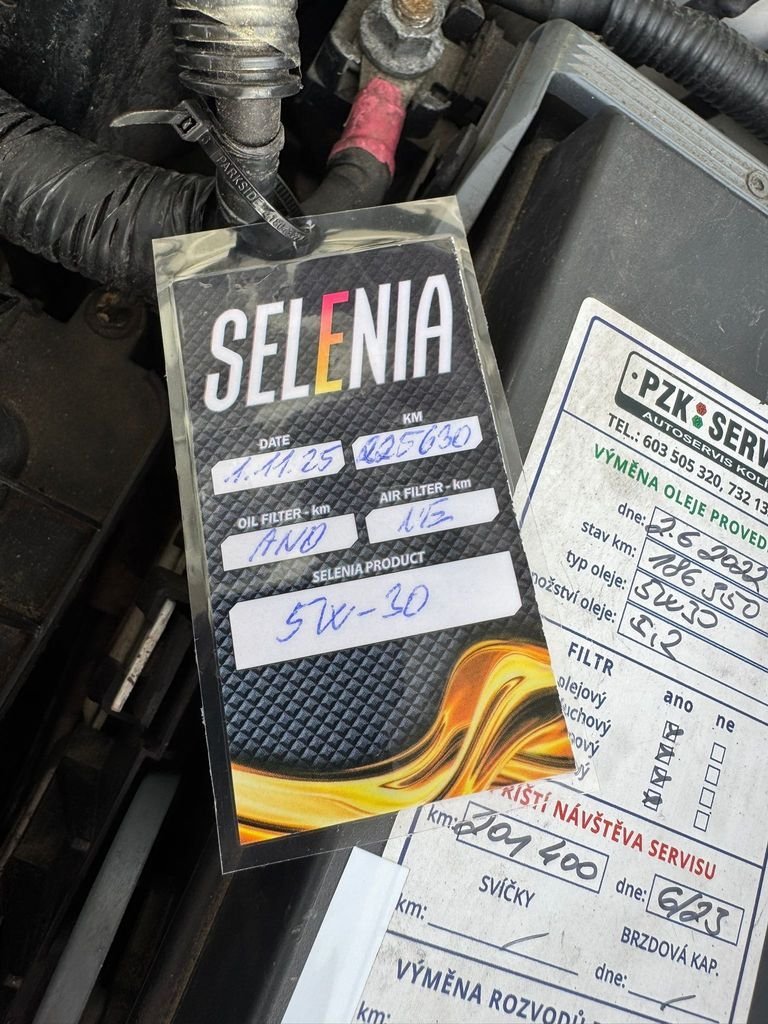 PARKSIDE
SELENIA
DATE
KM
1.11.25
225630
OIL FILTER - km
AIR FILTER - km
ANO
NE
SELENIA PRODUCT
5W-30
PZK SERV
AUTOSERVIS KOLÍ
TEL.: 603 505 320, 732 13
VÝMĚNA OLEJE PROVED
dne: 2.6 2022
stav km: 186 550
typ oleje: 5W30
nožství oleje: 5,2
FILTR
ano
ne
olejový
uchový
nový
ý
ŘÍŠTÍ NÁVŠTĚVA SERVISU
km: 201 400
dne: 6/23
SVÍČKY
BRZDOVÁ KAP.
km:
dne:
VÝMĚNA ROZVODŮ
km: